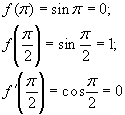 f(π) = sin π = 0;
f(π/2) = sin π/2 = 1;
f′(π/2) = cos π/2 = 0